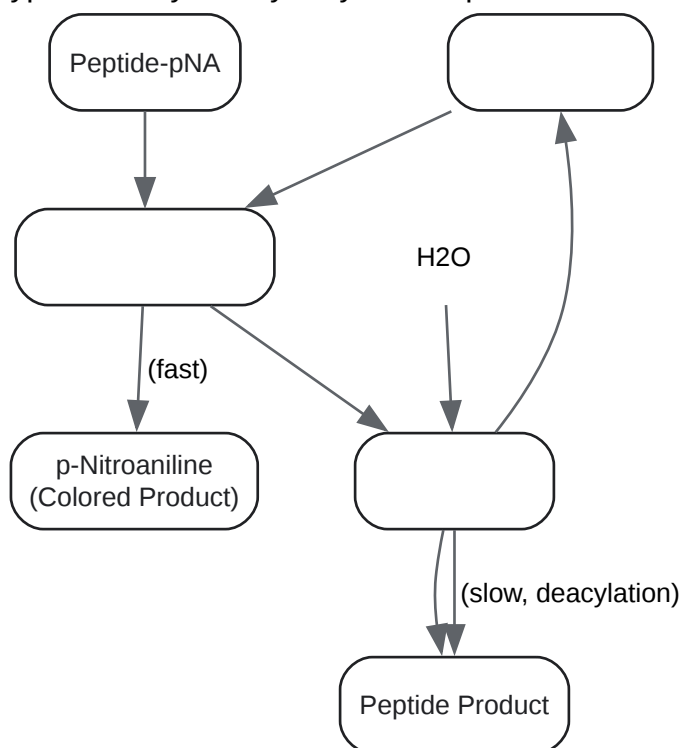 Peptide-pNA
H2O
(fast)
p-Nitroaniline
(Colored Product)
(slow, deacylation)
Peptide Product